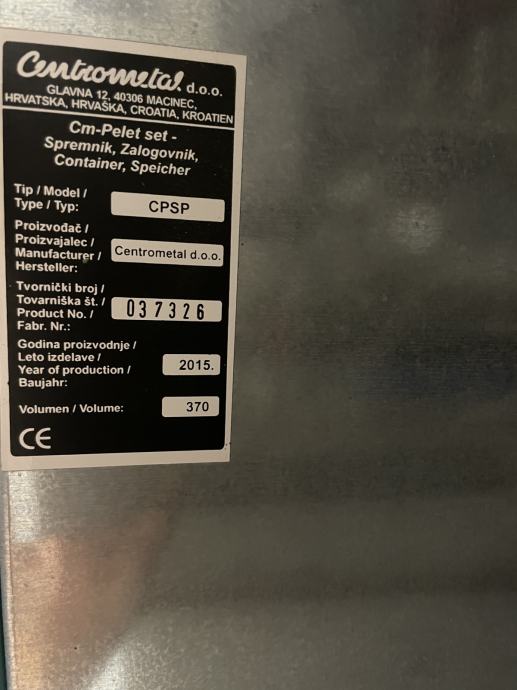 Centrometal d.o.o.
GLAVNA 12, 40306 MACINEC,
HRVATSKA, HRVAŠKA, CROATIA, KROATIEN
Cm-Pelet set -
Spremnik, Zalogovnik,
Container, Speicher
Tip / Model /
Type / Typ: CPSP
Proizvođač /
Proizvajalec /
Manufacturer / Centrometal d.o.o.
Hersteller:
Tvornički broj /
Tovarniška št. /
Product No. / 037326
Fabr. Nr.:
Godina proizvodnje /
Leto izdelave /
Year of production / 2015.
Baujahr:
Volumen / Volume: 370
CE